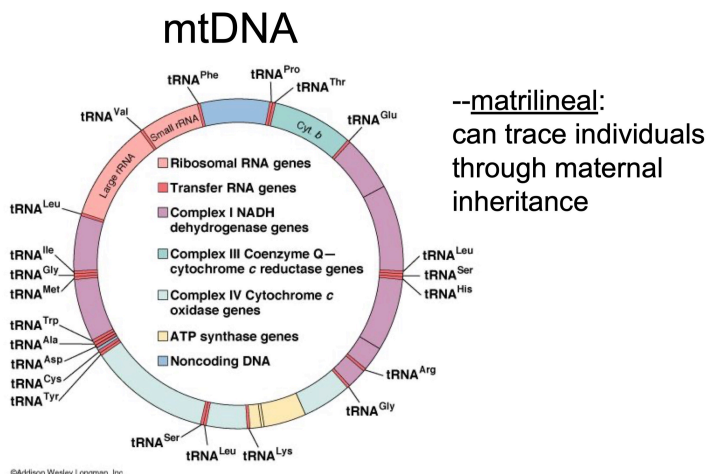 mtDNA
--matrilineal:
can trace individuals
through maternal
inheritance
tRNAPhe
tRNAPro
tRNAThr
tRNAGlu
tRNAVal
Small rRNA
Cyt. b
Large rRNA
Ribosomal RNA genes
Transfer RNA genes
Complex I NADH
dehydrogenase genes
Complex III Coenzyme Q–
cytochrome c reductase genes
Complex IV Cytochrome c
oxidase genes
ATP synthase genes
Noncoding DNA
tRNALeu
tRNAIle
tRNAGly
tRNAMet
tRNATrp
tRNAAla
tRNAAsp
tRNACys
tRNATyr
tRNALeu
tRNASer
tRNAHis
tRNAArg
tRNAGly
tRNASer
tRNALeu
tRNALys
©Addison Wesley Longman, Inc.